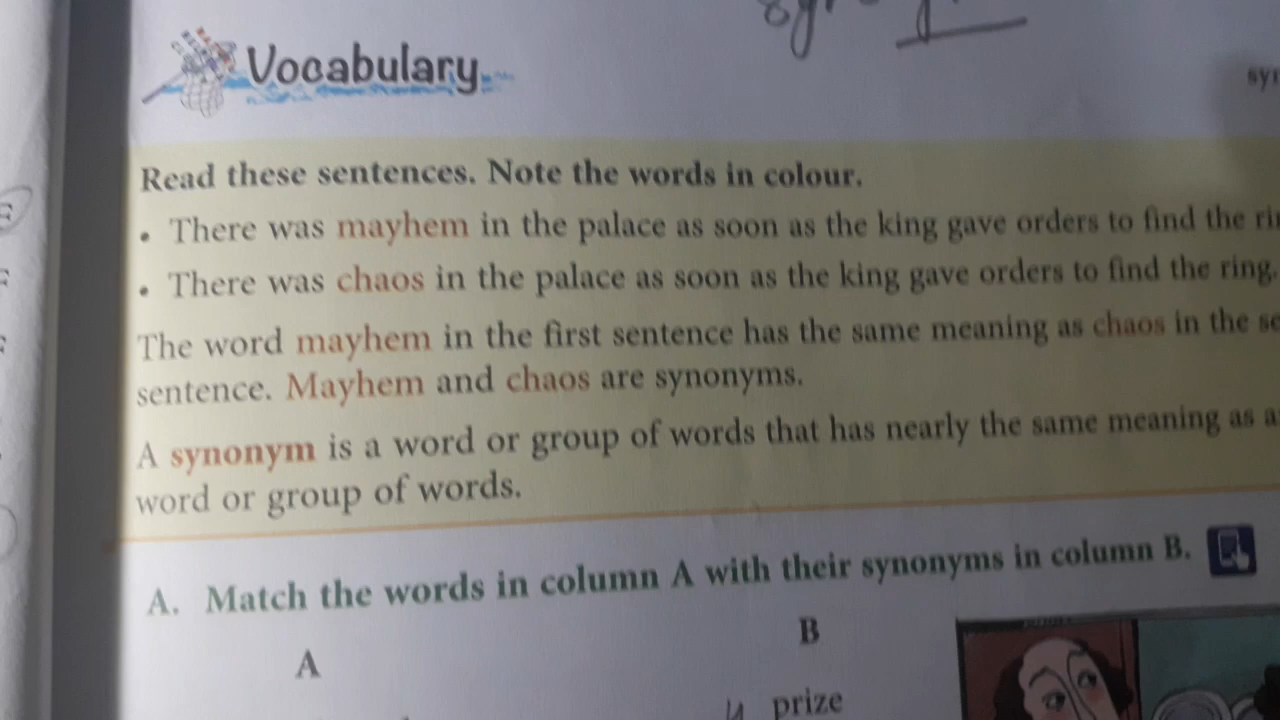 Vocabulary
Read these sentences. Note the words in colour.
• There was mayhem in the palace as soon as the king gave orders to find the
• There was chaos in the palace as soon as the king gave orders to find the ring.
The word mayhem in the first sentence has the same meaning as chaos in the
sentence. Mayhem and chaos are synonyms.
A synonym is a word or group of words that has nearly the same meaning as
word or group of words.
A. Match the words in column A with their synonyms in column B.
A
B
prize